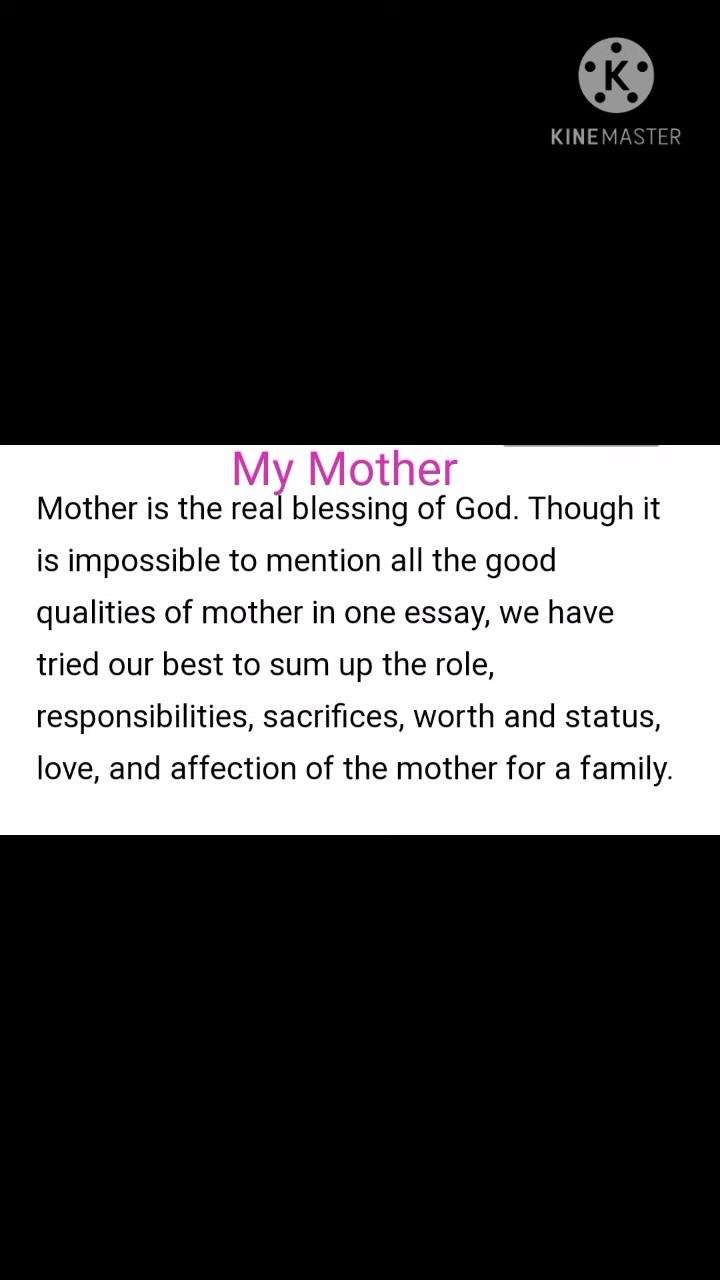 K
KINEMASTER
My Mother
Mother is the real blessing of God. Though it
is impossible to mention all the good
qualities of mother in one essay, we have
tried our best to sum up the role,
responsibilities, sacrifices, worth and status,
love, and affection of the mother for a family.